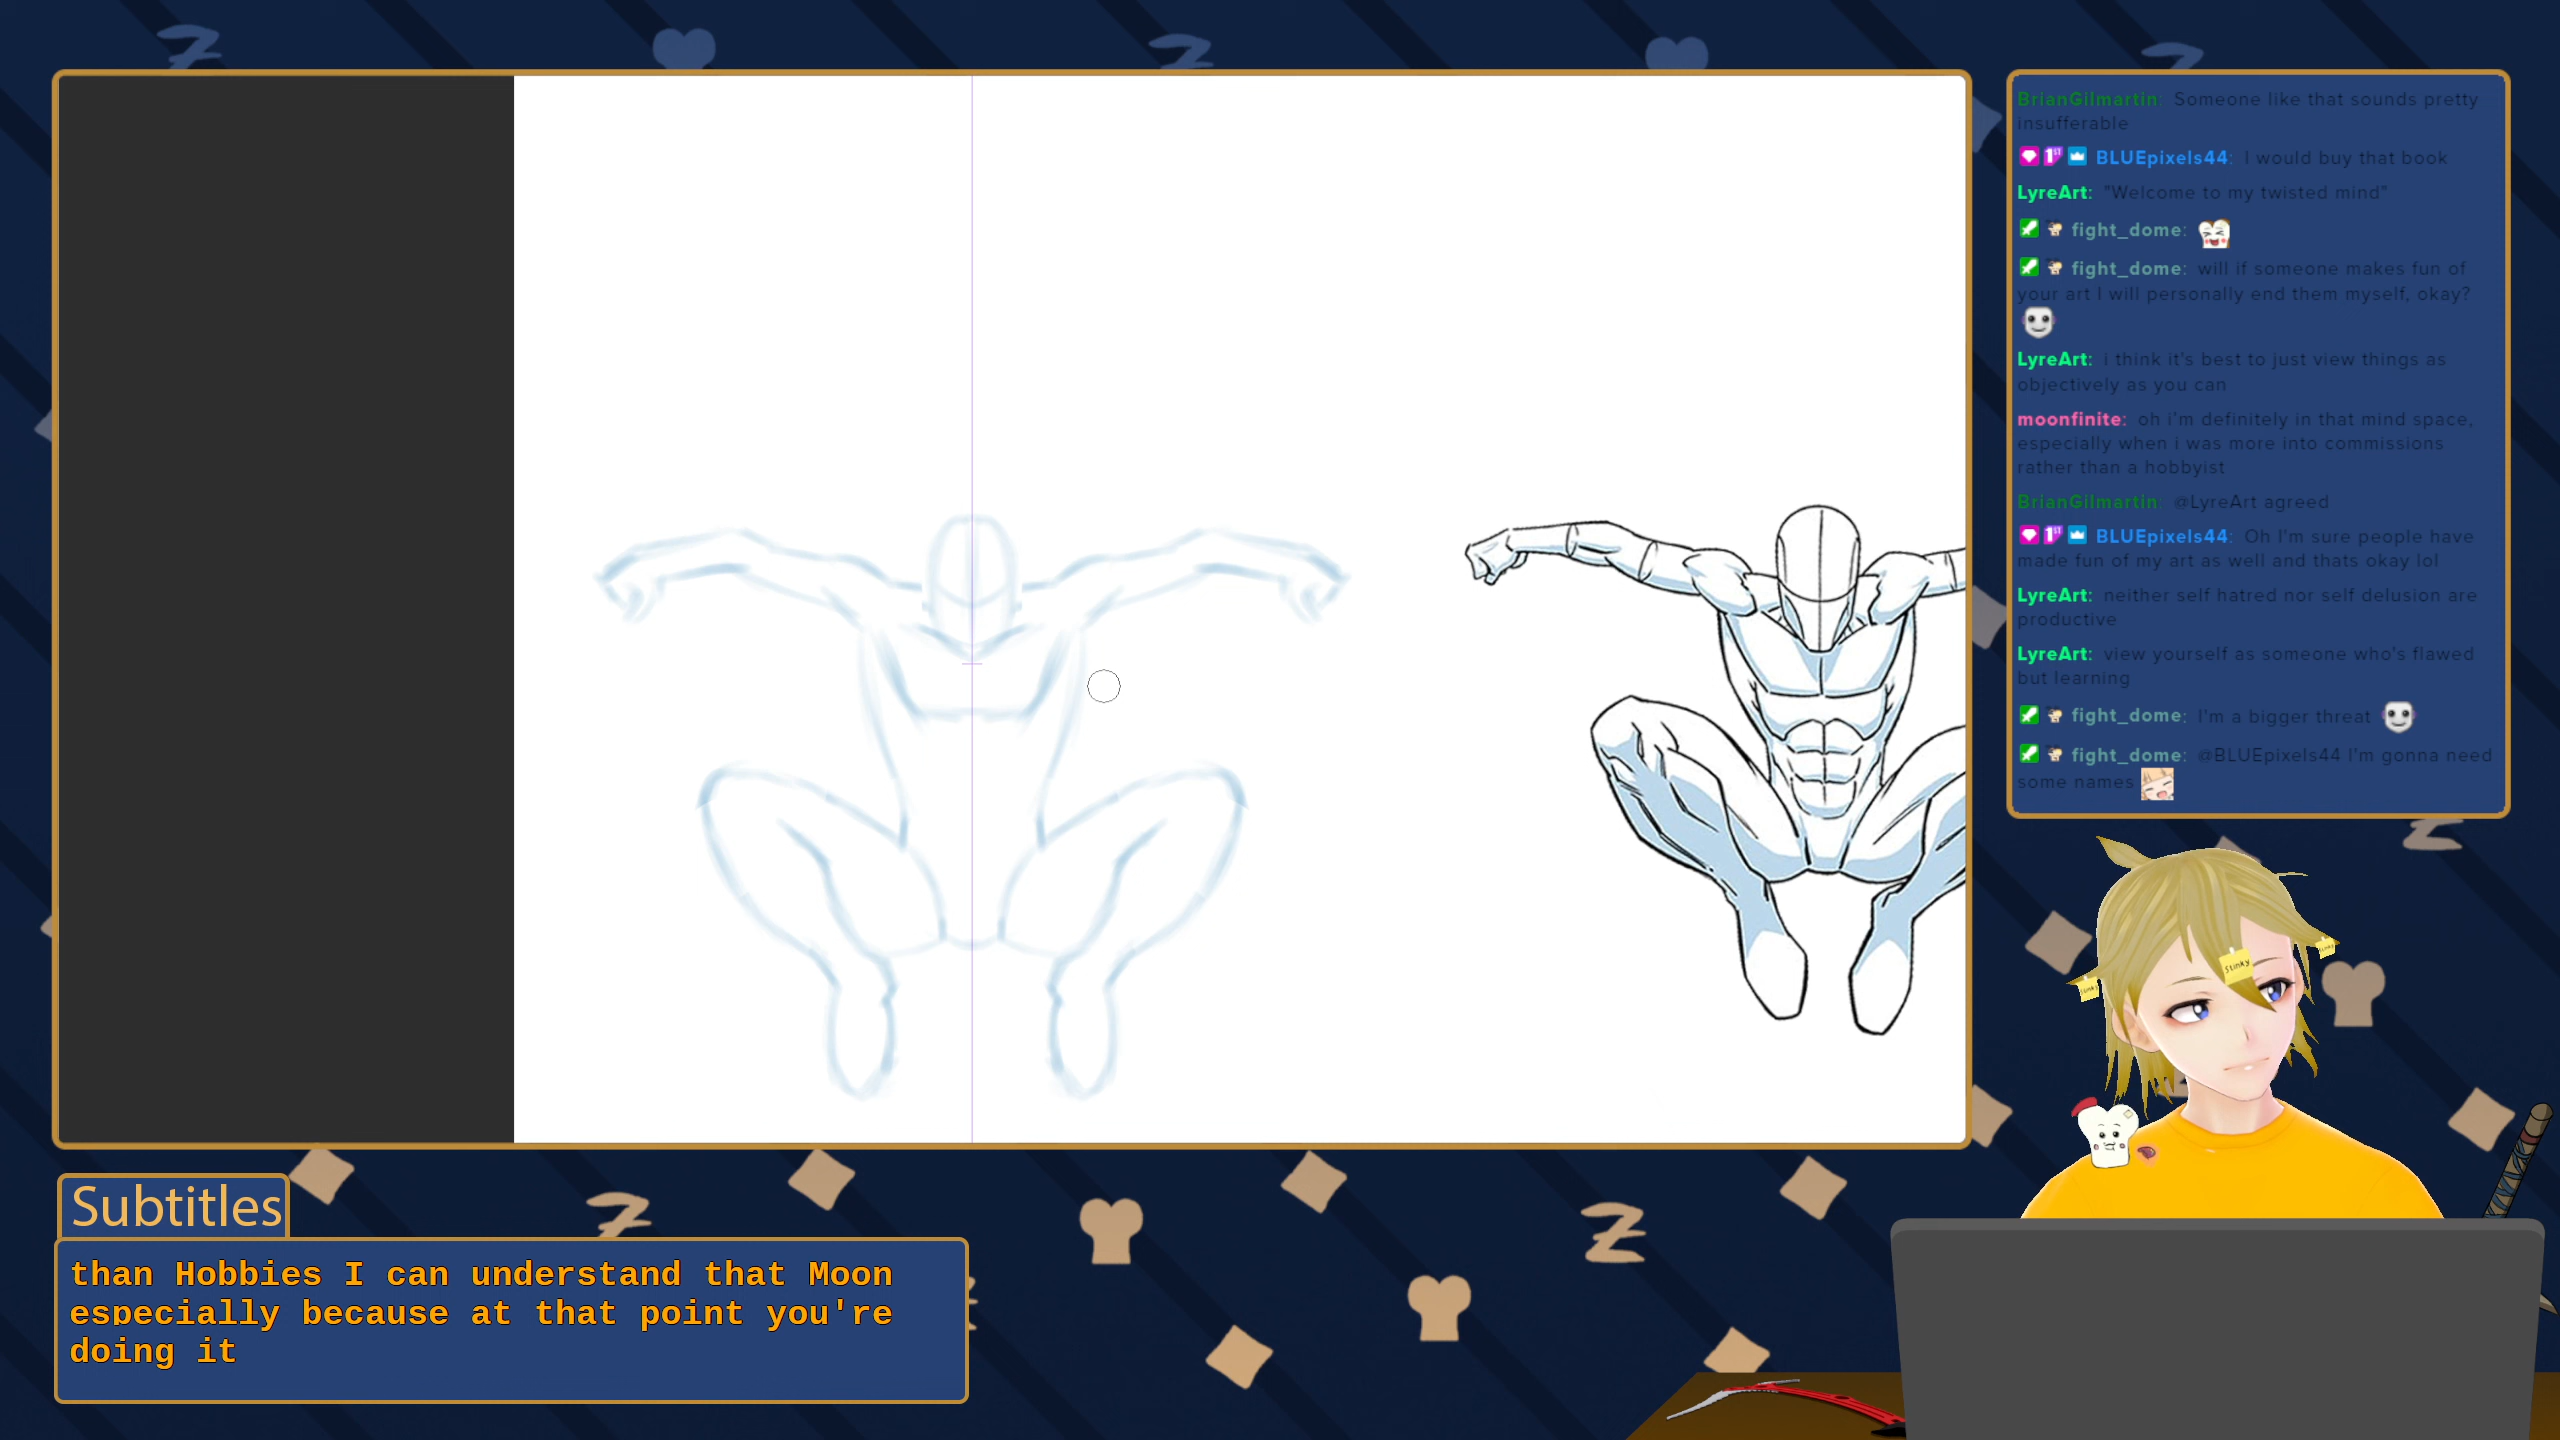 BrianGilmartin: Someone like that sounds pretty
insufferable
BLUEpixels44: I would buy that book
LyreArt: "Welcome to my twisted mind"
fight_dome:
fight_dome: will if someone makes fun of
your art I will personally end them myself, okay?
LyreArt: i think it's best to just view things as
objectively as you can
moonfinite: oh i'm definitely in that mind space,
especially when i was more into commissions
rather than a hobbyist
BrianGilmartin: @LyreArt agreed
BLUEpixels44: Oh I'm sure people have
made fun of my art as well and thats okay lol
LyreArt: neither self hatred nor self delusion are
productive
LyreArt: view yourself as someone who's flawed
but learning
fight_dome: I'm a bigger threat
fight_dome: @BLUEpixels44 I'm gonna need
some names
Stinky
Subtitles
than Hobbies I can understand that Moon
especially because at that point you're
doing it